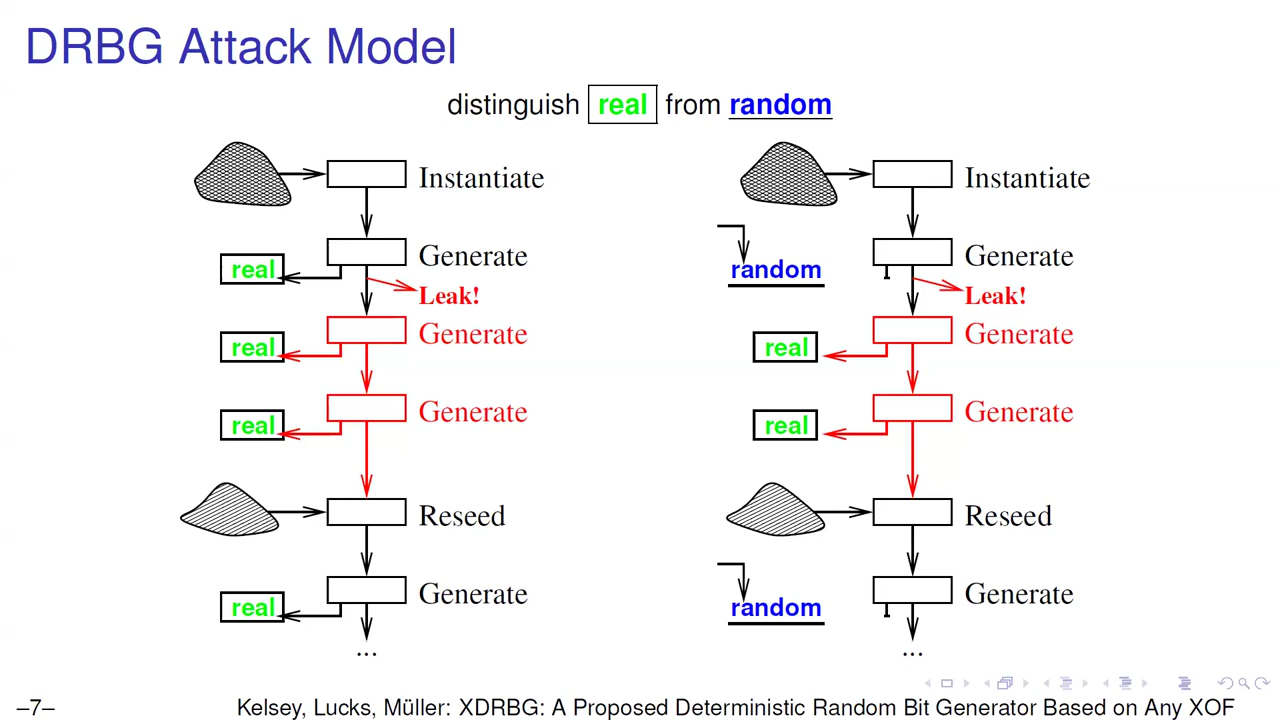 DRBG Attack Model
distinguish real from random
Instantiate
Instantiate
Generate
Generate
real
random
Leak!
Leak!
Generate
Generate
real
real
Generate
Generate
real
real
Reseed
Reseed
Generate
Generate
real
random
...
...
–7–
Kelsey, Lucks, Müller: XDRBG: A Proposed Deterministic Random Bit Generator Based on Any XOF